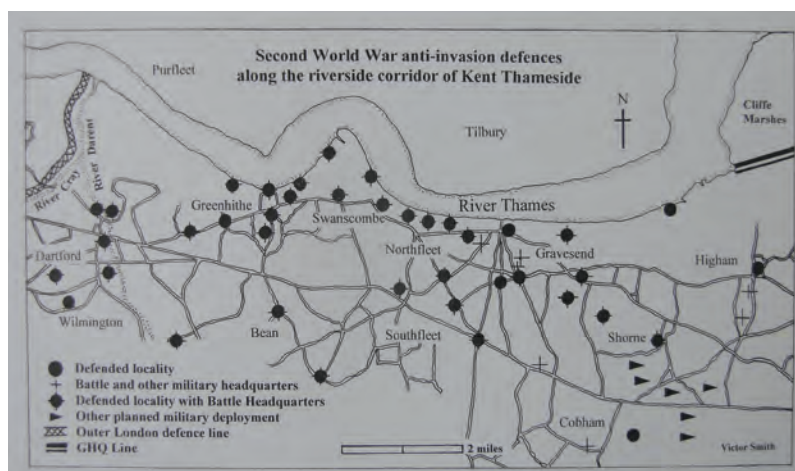 Second World War anti-invasion defences
along the riverside corridor of Kent Thameside
Purfleet
N
Cliffe
Marshes
Tilbury
River Cray
River Darent
River Thames
Greenhithe
Swanscombe
Dartford
Northfleet
Gravesend
Higham
Wilmington
Bean
Southfleet
Shorne
Cobham
Defended locality
Battle and other military headquarters
Defended locality with Battle Headquarters
Other planned military deployment
Outer London defence line
GHQ Line
2 miles
Victor Smith